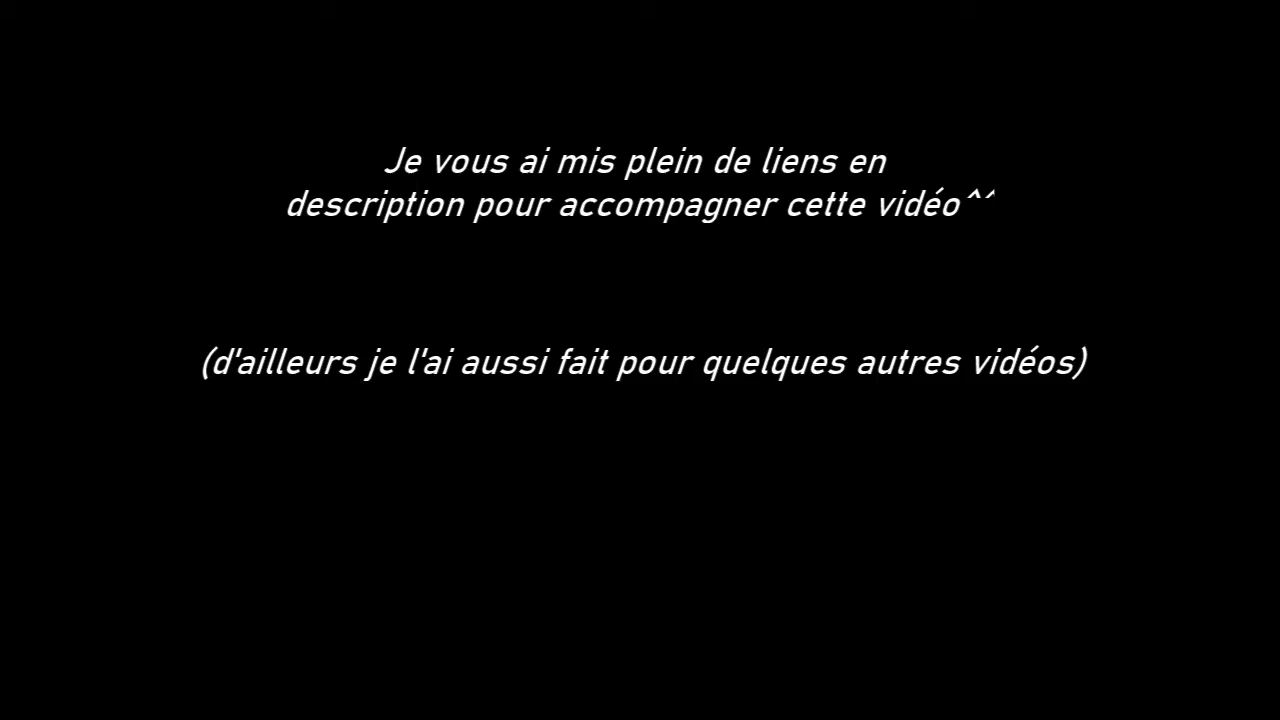 Je vous ai mis plein de liens en
description pour accompagner cette vidéo^^
(d'ailleurs je l'ai aussi fait pour quelques autres vidéos)